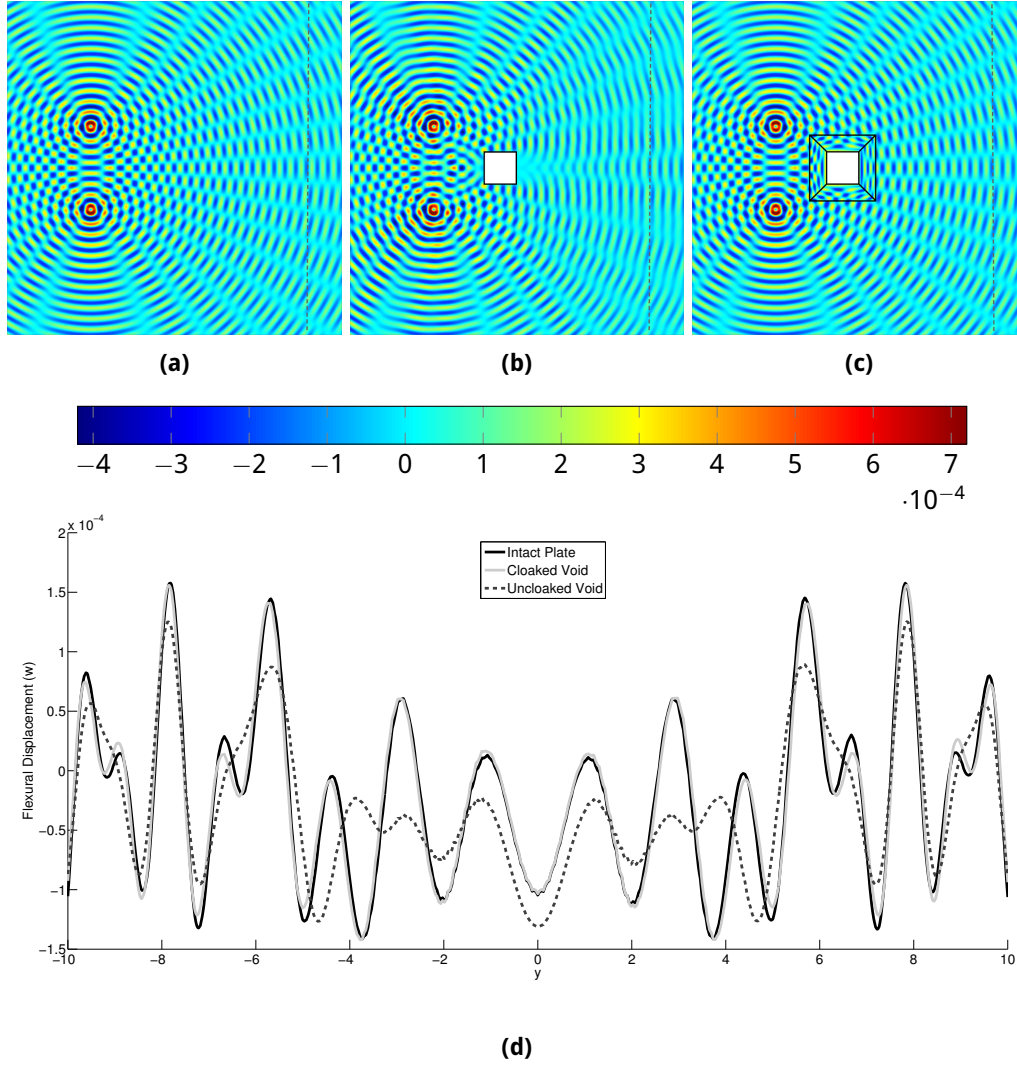 (a) (b) (c)
−4 −3 −2 −1 0 1 2 3 4 5 6 7
·10−4
2 x 10−4
Intact Plate
Cloaked Void
Uncloaked Void
1.5
1
0.5
0
−0.5
−1
−1.5
Flexural Displacement (w)
−10 −8 −6 −4 −2 0 2 4 6 8 10
y
(d)